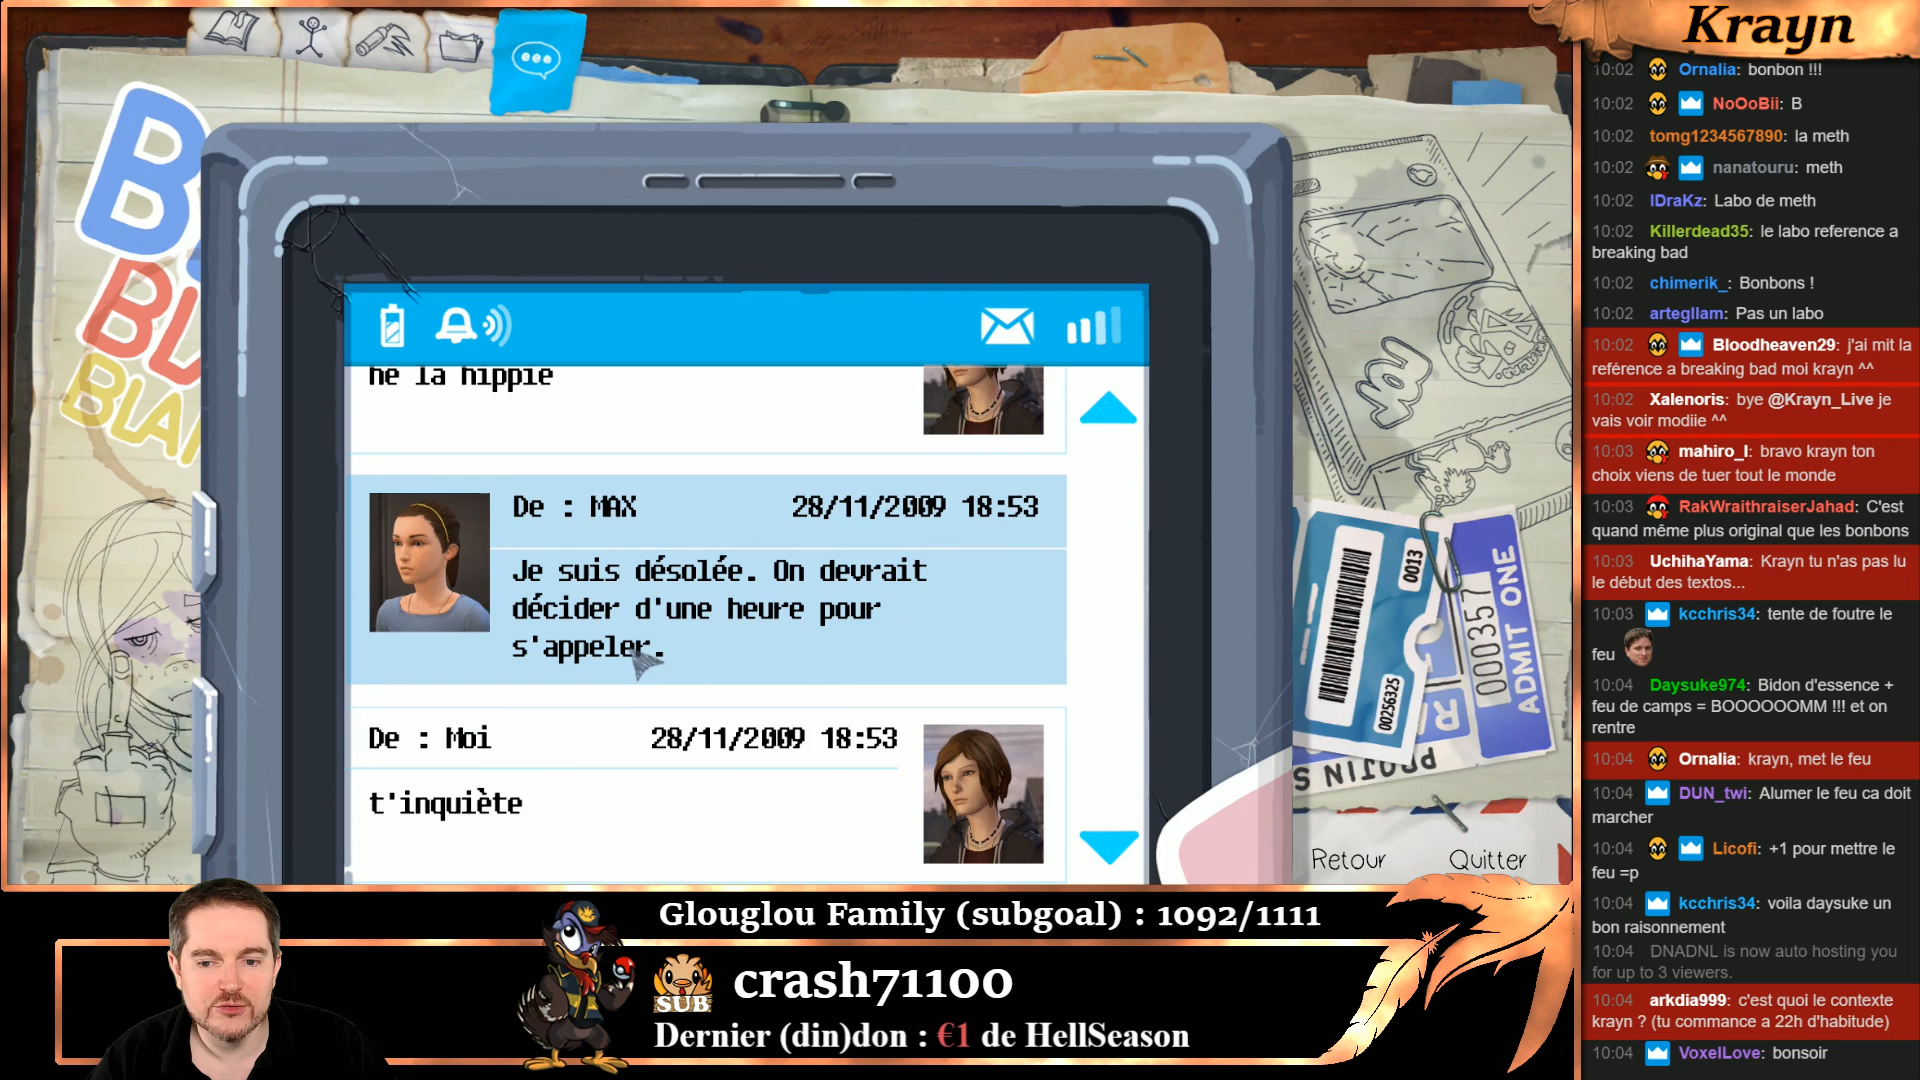 Krayn
BL
BL
BLA
he la hippie
De : MAX 28/11/2009 18:53
Je suis désolée. On devrait
décider d'une heure pour
s'appeler.
De : Moi 28/11/2009 18:53
t'inquiète
0013
00256325
000357
ADMIT ONE
Retour Quitter
Glouglou Family (subgoal) : 1092/1111
SUB
crash71100
Dernier (din)don : €1 de HellSeason
10:02 Ornalia: bonbon !!!
10:02 NoOoBii: B
10:02 tomg1234567890: la meth
10:02 nanatouru: meth
10:02 IDraKz: Labo de meth
10:02 Killerdead35: le labo reference a
breaking bad
10:02 chimerik_: Bonbons !
10:02 artegllam: Pas un labo
10:02 Bloodheaven29: j'ai mit la
reférence a breaking bad moi krayn ^^
10:02 Xalenoris: bye @Krayn_Live je
vais voir modiie ^^
10:03 mahiro_l: bravo krayn ton
choix viens de tuer tout le monde
10:03 RakWraithraiserJahad: C'est
quand même plus original que les bonbons
10:03 UchihaYama: Krayn tu n'as pas lu
le début des textos...
10:03 kcchris34: tente de foutre le
feu
10:04 Daysuke974: Bidon d'essence +
feu de camps = BOOOOOOMM !!! et on
rentre
10:04 Ornalia: krayn, met le feu
10:04 DUN_twi: Alumer le feu ca doit
marcher
10:04 Licofi: +1 pour mettre le
feu =p
10:04 kcchris34: voila daysuke un
bon raisonnement
10:04 DNADNL is now auto hosting you
for up to 3 viewers.
10:04 arkdia999: c'est quoi le contexte
krayn ? (tu commance a 22h d'habitude)
10:04 VoxelLove: bonsoir